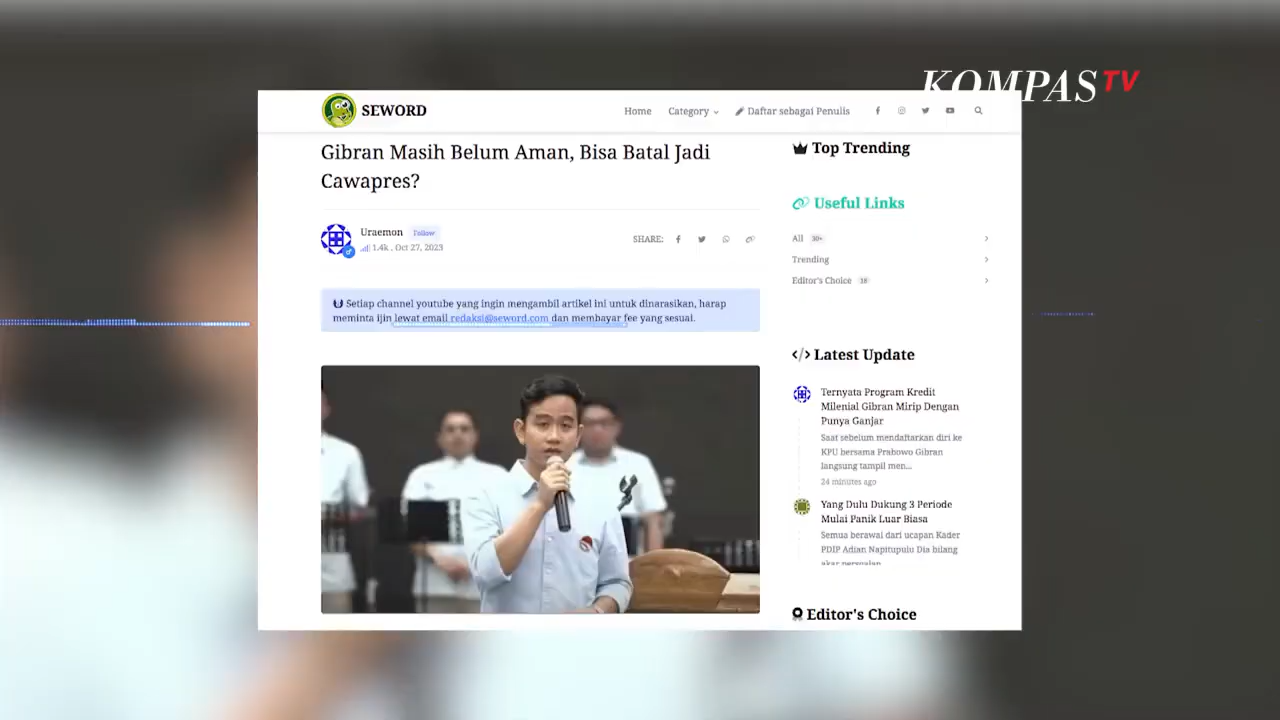 KOMPAS TV
SEWORD
Home
Category
Daftar sebagai Penulis
Gibran Masih Belum Aman, Bisa Batal Jadi
Cawapres?
Uraemon
Follow
1.4k , Oct 27, 2023
SHARE:
Setiap channel youtube yang ingin mengambil artikel ini untuk dinarasikan, harap
meminta ijin lewat email redaksi@seword.com dan membayar fee yang sesuai.
Top Trending
Useful Links
All 30+
Trending
Editor's Choice 18
Latest Update
Ternyata Program Kredit
Milenial Gibran Mirip Dengan
Punya Ganjar
Saat sebelum mendaftarkan diri ke
KPU bersama Prabowo Gibran
langsung tampil men...
24 minutes ago
Yang Dulu Dukung 3 Periode
Mulai Panik Luar Biasa
Semua berawal dari ucapan Kader
PDIP Adian Napitupulu Dia bilang
akar persoalan
Editor's Choice